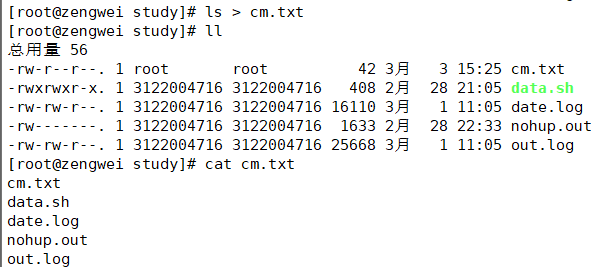 [root@zengwei study]# ls > cm.txt
[root@zengwei study]# ll
总用量 56
-rw-r--r--. 1 root       root          42 3月   3 15:25 cm.txt
-rwxrwxr-x. 1 3122004716 3122004716   408 2月  28 21:05 data.sh
-rw-rw-r--. 1 3122004716 3122004716 16110 3月   1 11:05 date.log
-rw-------. 1 3122004716 3122004716  1633 2月  28 22:33 nohup.out
-rw-rw-r--. 1 3122004716 3122004716 25668 3月   1 11:05 out.log
[root@zengwei study]# cat cm.txt
cm.txt
data.sh
date.log
nohup.out
out.log